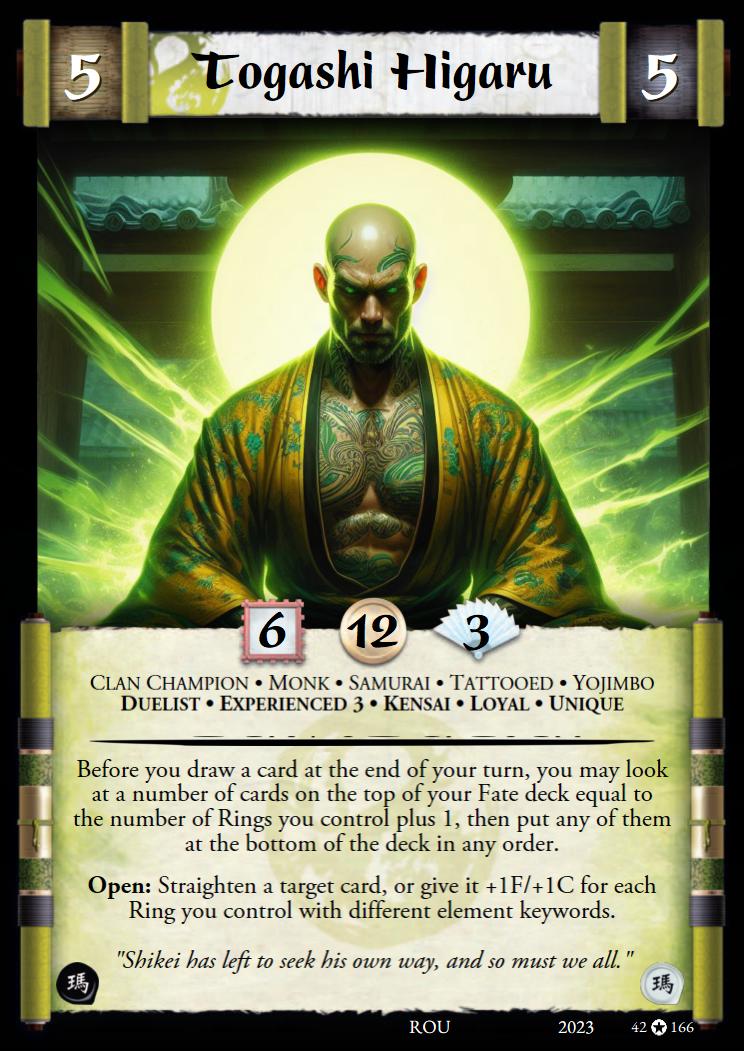 5 Togashi Higaru 5
6 12 3
Clan Champion • Monk • Samurai • Tattooed • Yojimbo
Duelist • Experienced 3 • Kensai • Loyal • Unique
Before you draw a card at the end of your turn, you may look
at a number of cards on the top of your Fate deck equal to
the number of Rings you control plus 1, then put any of them
at the bottom of the deck in any order.
Open: Straighten a target card, or give it +1F/+1C for each
Ring you control with different element keywords.
"Shikei has left to seek his own way, and so must we all."
瑪 瑪
ROU 2023 42 ✪ 166